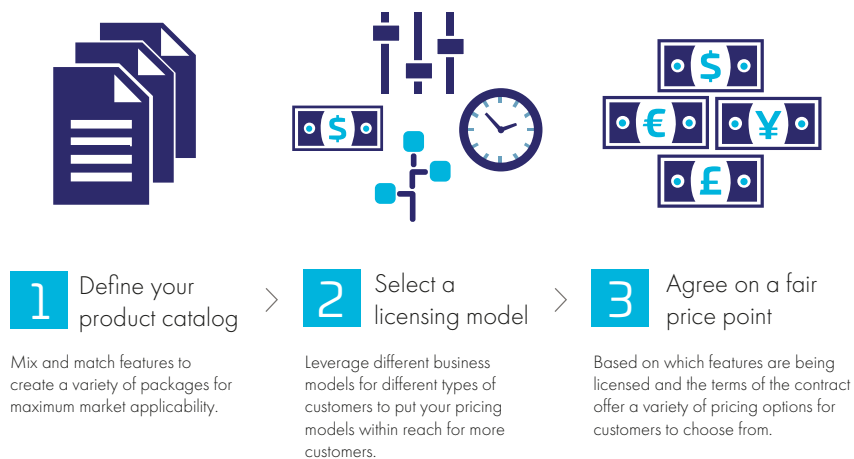 $
$
€
¥
£
1
Define your
product catalog
Mix and match features to
create a variety of packages for
maximum market applicability.
2
Select a
licensing model
Leverage different business
models for different types of
customers to put your pricing
models within reach for more
customers.
3
Agree on a fair
price point
Based on which features are being
licensed and the terms of the contract
offer a variety of pricing options for
customers to choose from.